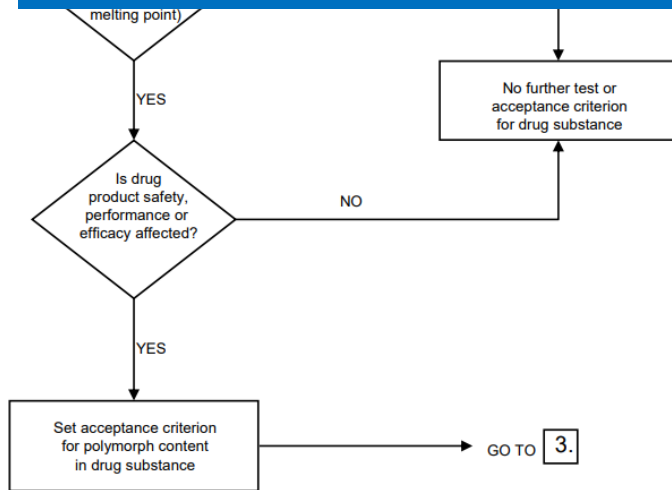 melting point)
YES
No further test or
acceptance criterion
for drug substance
Is drug
product safety,
performance or
efficacy affected?
NO
YES
Set acceptance criterion
for polymorph content
in drug substance
GO TO 3.